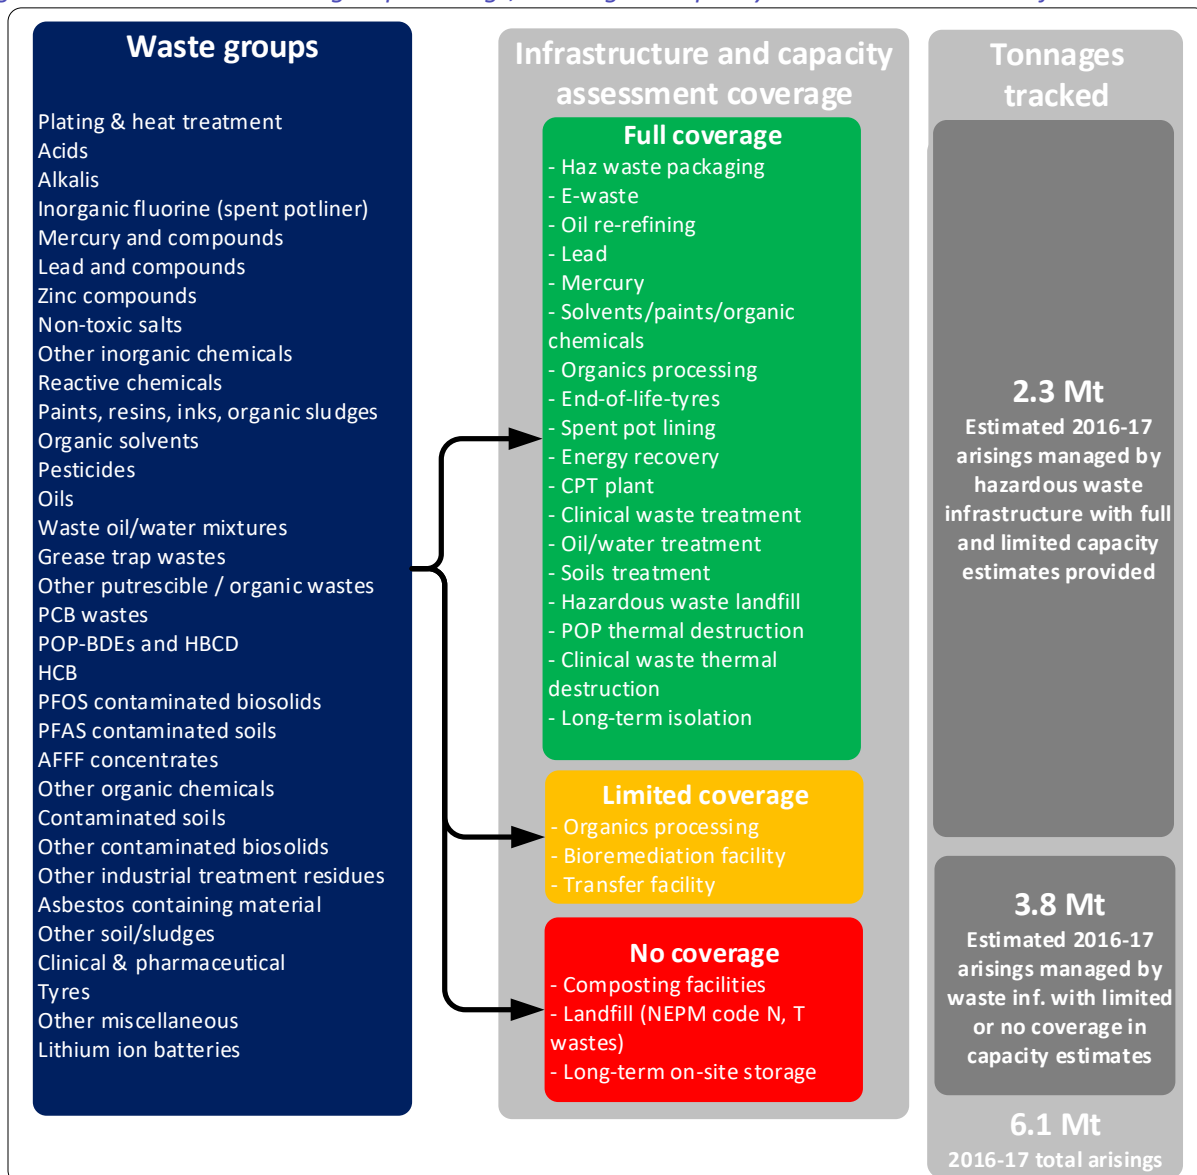 Waste groups
Plating & heat treatment
Acids
Alkalis
Inorganic fluorine (spent potliner)
Mercury and compounds
Lead and compounds
Zinc compounds
Non-toxic salts
Other inorganic chemicals
Reactive chemicals
Paints, resins, inks, organic sludges
Organic solvents
Pesticides
Oils
Waste oil/water mixtures
Grease trap wastes
Other putrescible / organic wastes
PCB wastes
POP-BDEs and HBCD
HCB
PFOS contaminated biosolids
PFAS contaminated soils
AFFF concentrates
Other organic chemicals
Contaminated soils
Other contaminated biosolids
Other industrial treatment residues
Asbestos containing material
Other soil/sludges
Clinical & pharmaceutical
Tyres
Other miscellaneous
Lithium ion batteries
Infrastructure and capacity
assessment coverage
Full coverage
- Haz waste packaging
- E-waste
- Oil re-refining
- Lead
- Mercury
- Solvents/paints/organic
chemicals
- Organics processing
- End-of-life-tyres
- Spent pot lining
- Energy recovery
- CPT plant
- Clinical waste treatment
- Oil/water treatment
- Soils treatment
- Hazardous waste landfill
- POP thermal destruction
- Clinical waste thermal
destruction
- Long-term isolation
Limited coverage
- Organics processing
- Bioremediation facility
- Transfer facility
No coverage
- Composting facilities
- Landfill (NEPM code N, T
wastes)
- Long-term on-site storage
Tonnages
tracked
2.3 Mt
Estimated 2016-17
arisings managed by
hazardous waste
infrastructure with full
and limited capacity
estimates provided
3.8 Mt
Estimated 2016-17
arisings managed by
waste inf. with limited
or no coverage in
capacity estimates
6.1 Mt
2016-17 total arisings